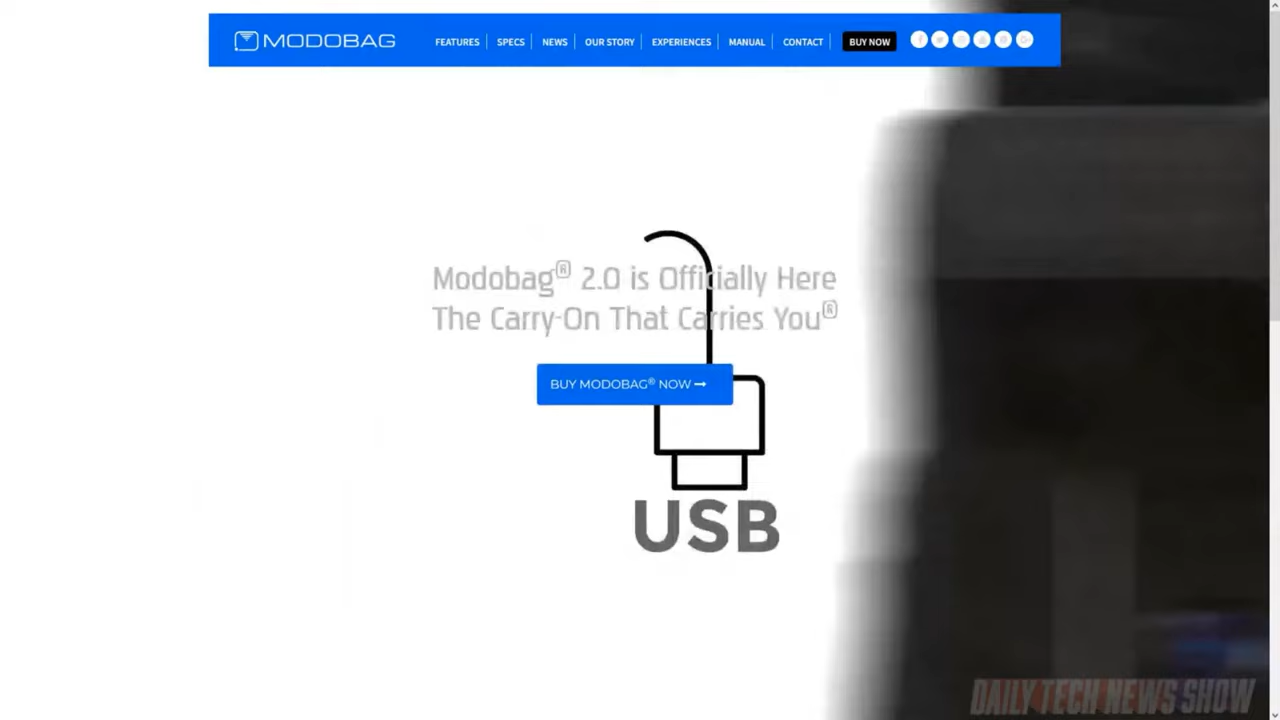 MODOBAG
FEATURES
SPECS
NEWS
OUR STORY
EXPERIENCES
MANUAL
CONTACT
BUY NOW
Modobag® 2.0 is Officially Here
The Carry-On That Carries You®
BUY MODOBAG® NOW →
USB
DAILY TECH NEWS SHOW